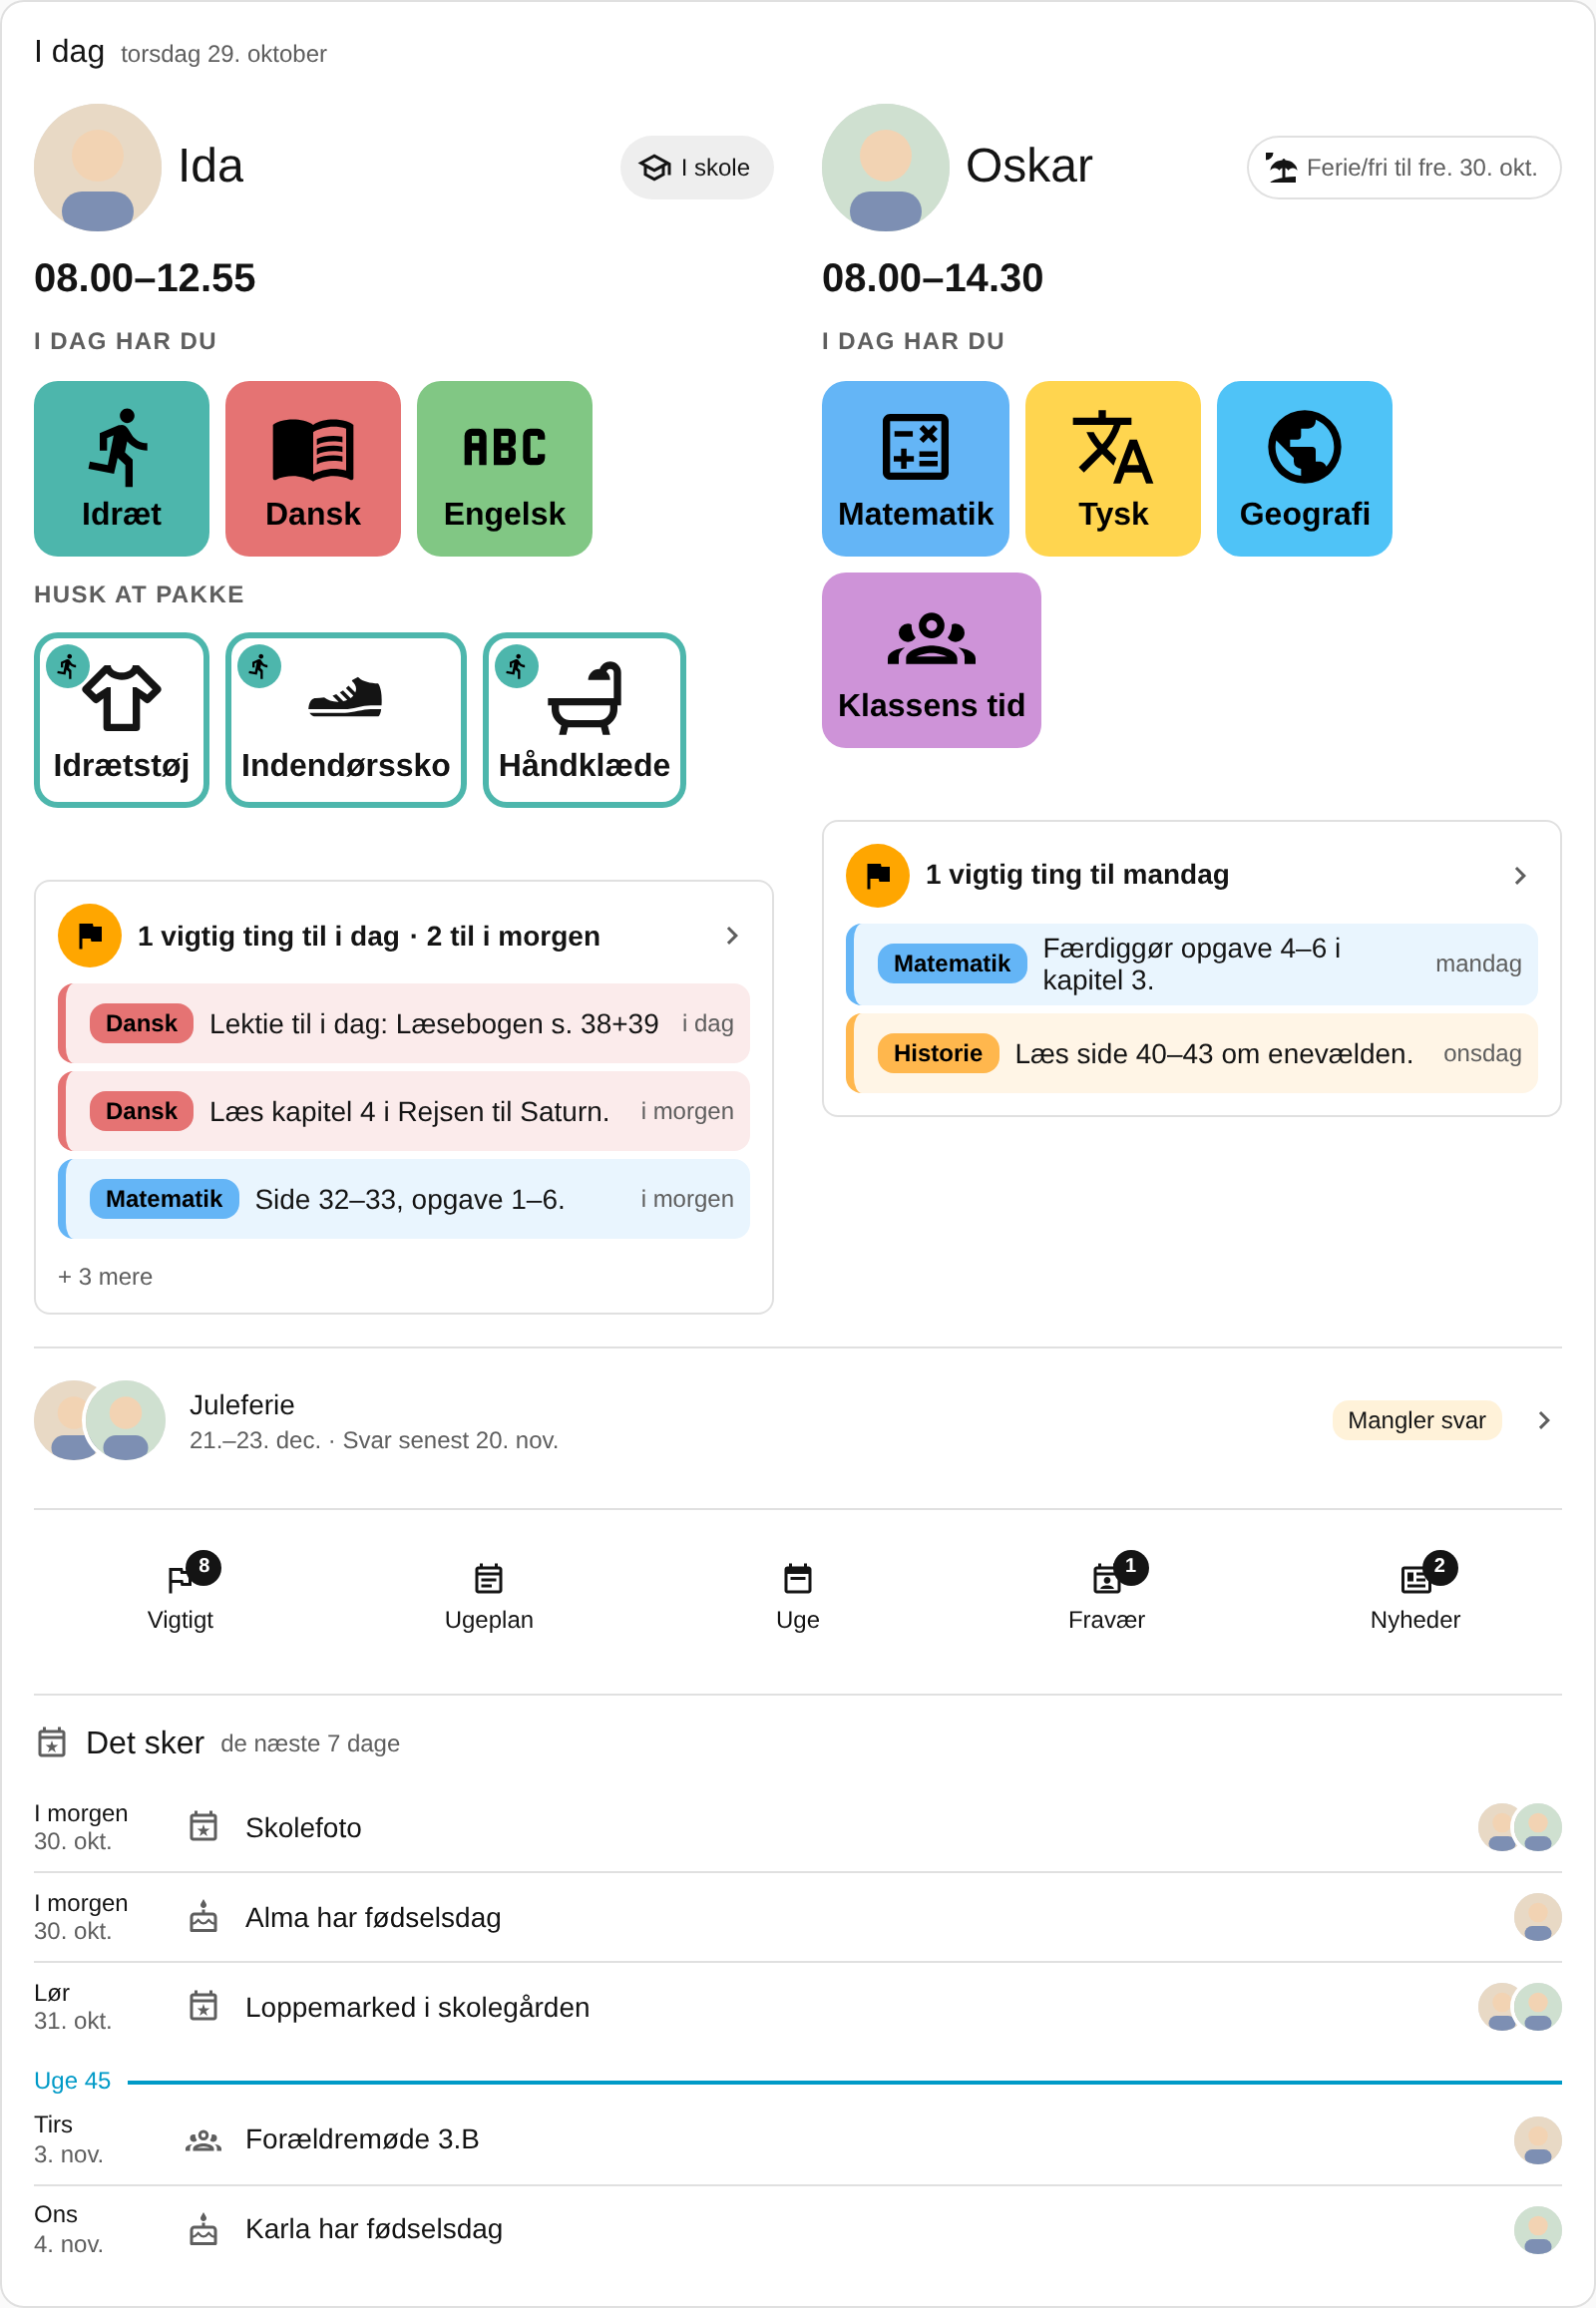 I dag torsdag 29. oktober
Ida
I skole
08.00–12.55
I DAG HAR DU
Idræt
Dansk
ABC
Engelsk
HUSK AT PAKKE
Idrætstøj
Indendørssko
Håndklæde
1 vigtig ting til i dag · 2 til i morgen
Dansk Lektie til i dag: Læsebogen s. 38+39 i dag
Dansk Læs kapitel 4 i Rejsen til Saturn. i morgen
Matematik Side 32–33, opgave 1–6. i morgen
+ 3 mere
Oskar
Ferie/fri til fre. 30. okt.
08.00–14.30
I DAG HAR DU
Matematik
Tysk
Geografi
Klassens tid
1 vigtig ting til mandag
Matematik Færdiggør opgave 4–6 i
kapitel 3. mandag
Historie Læs side 40–43 om enevælden. onsdag
Juleferie
21.–23. dec. · Svar senest 20. nov.
Mangler svar
8
Vigtigt
Ugeplan
Uge
1
Fravær
2
Nyheder
Det sker de næste 7 dage
I morgen
30. okt.
Skolefoto
I morgen
30. okt.
Alma har fødselsdag
Lør
31. okt.
Loppemarked i skolegården
Uge 45
Tirs
3. nov.
Forældremøde 3.B
Ons
4. nov.
Karla har fødselsdag